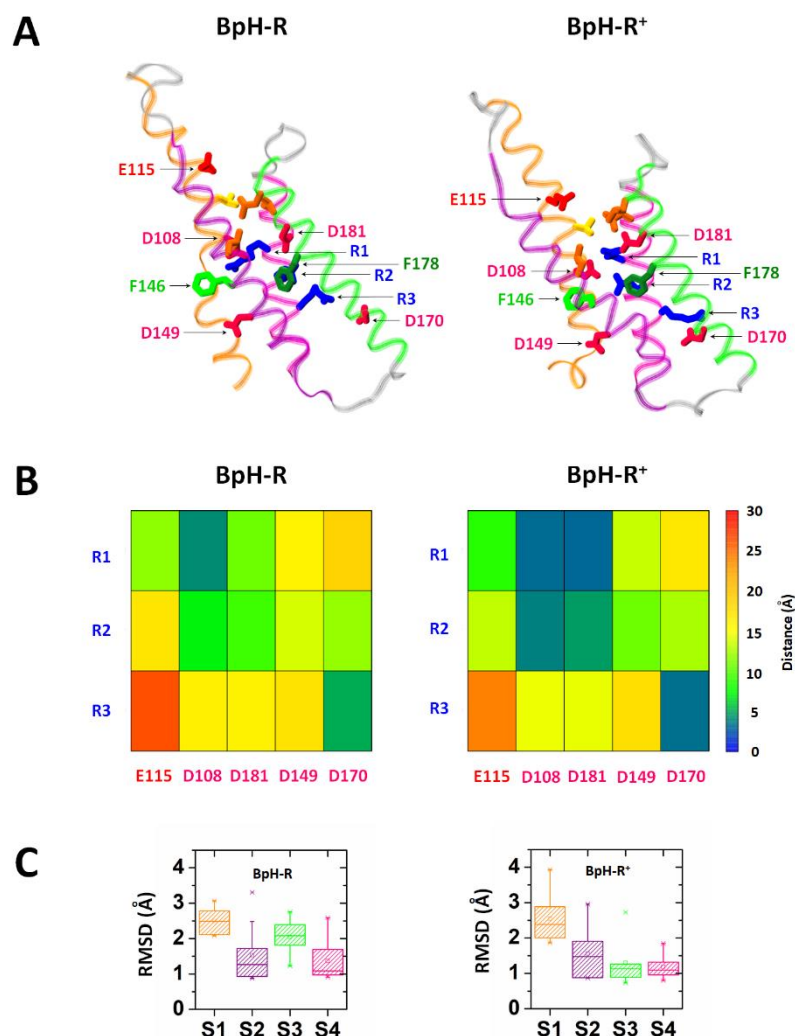 A
BpH-R
BpH-R⁺
E115
D108
F146
D149
D181
R1
F178
R2
R3
D170
E115
D108
F146
D149
D181
R1
F178
R2
R3
D170
B
BpH-R
BpH-R⁺
R1
R2
R3
E115 D108 D181 D149 D170
R1
R2
R3
E115 D108 D181 D149 D170
30
25
20
15
10
5
0
Distance (Å)
C
RMSD (Å)
4
3
2
1
0
BpH-R
S1 S2 S3 S4
RMSD (Å)
4
3
2
1
0
BpH-R⁺
S1 S2 S3 S4